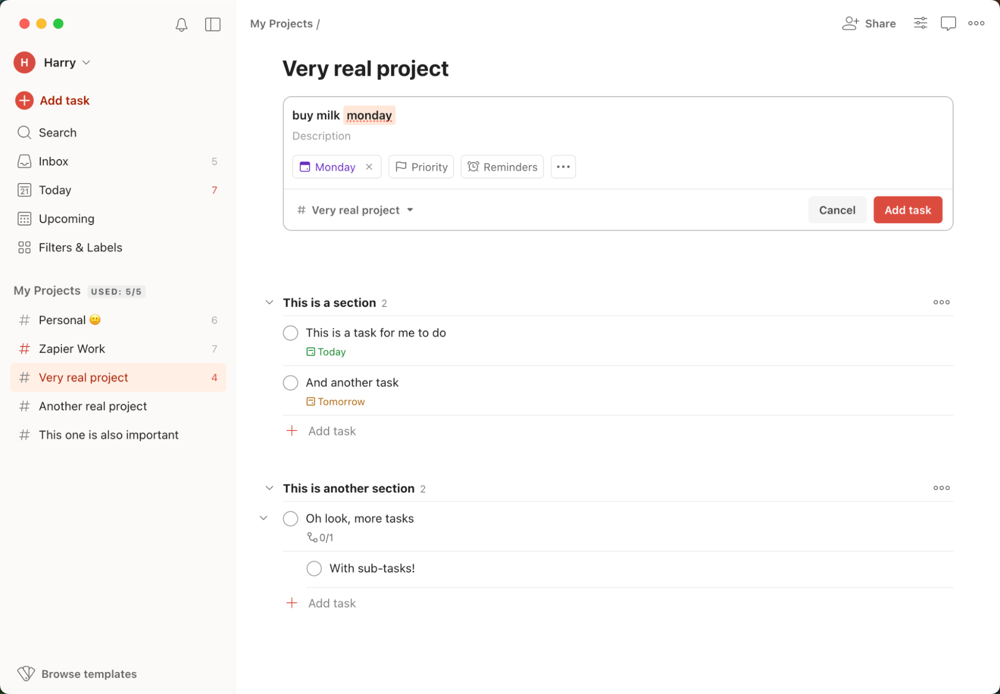 H Harry
Add task
Search
Inbox 5
21 Today 7
Upcoming
Filters & Labels
My Projects USED: 5/5
# Personal 🙂 6
# Zapier Work 7
# Very real project 4
# Another real project
# This one is also important
Browse templates
My Projects /
Share
Very real project
buy milk monday
Description
Monday Priority Reminders
# Very real project
Cancel Add task
This is a section 2
This is a task for me to do
Today
And another task
Tomorrow
Add task
This is another section 2
Oh look, more tasks
0/1
With sub-tasks!
Add task